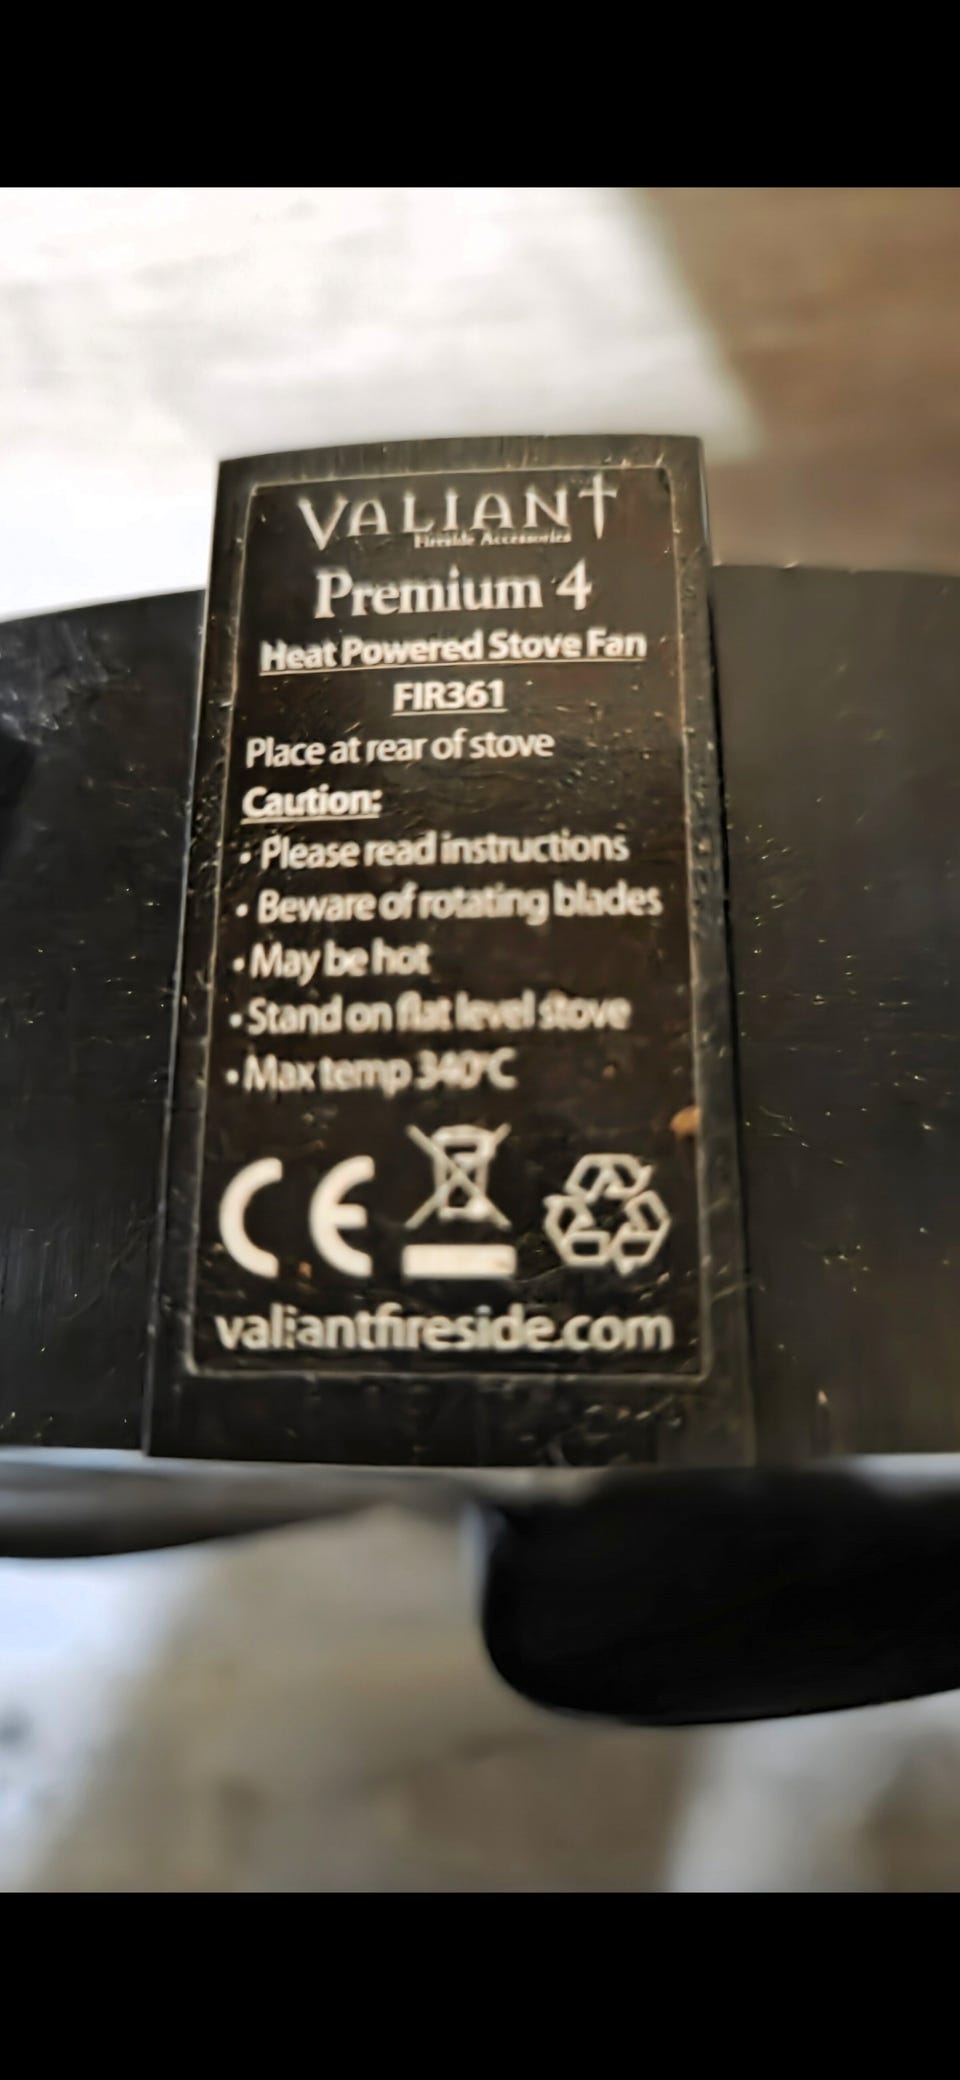 VALIANT
Fireside Accessories
Premium 4
Heat Powered Stove Fan
FIR361
Place at rear of stove
Caution:
• Please read instructions
• Beware of rotating blades
• May be hot
• Stand on flat level stove
• Max temp 340°C
CE
valiantfireside.com